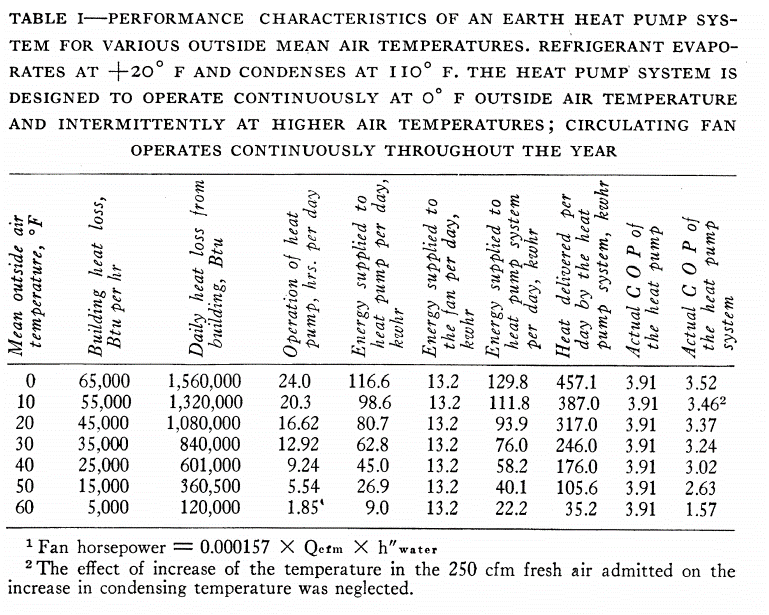 TABLE I—PERFORMANCE CHARACTERISTICS OF AN EARTH HEAT PUMP SYS-
TEM FOR VARIOUS OUTSIDE MEAN AIR TEMPERATURES. REFRIGERANT EVAPO-
RATES AT +20° F AND CONDENSES AT 110° F. THE HEAT PUMP SYSTEM IS
DESIGNED TO OPERATE CONTINUOUSLY AT 0° F OUTSIDE AIR TEMPERATURE
AND INTERMITTENTLY AT HIGHER AIR TEMPERATURES; CIRCULATING FAN
OPERATES CONTINUOUSLY THROUGHOUT THE YEAR
Mean outside air
temperature, °F
Building heat loss,
Btu per hr
Daily heat loss from
building, Btu
Operation of heat
pump, hrs. per day
Energy supplied to
heat pump per day,
kwhr
Energy supplied to
the fan per day,
kwhr
Energy supplied to
heat pump system
per day, kwhr
Heat delivered per
day by the heat
pump system, kwhr
Actual C O P of
the heat pump
Actual C O P of
the heat pump
system
0 65,000 1,560,000 24.0 116.6 13.2 129.8 457.1 3.91 3.52
10 55,000 1,320,000 20.3 98.6 13.2 111.8 387.0 3.91 3.46²
20 45,000 1,080,000 16.62 80.7 13.2 93.9 317.0 3.91 3.37
30 35,000 840,000 12.92 62.8 13.2 76.0 246.0 3.91 3.24
40 25,000 601,000 9.24 45.0 13.2 58.2 176.0 3.91 3.02
50 15,000 360,500 5.54 26.9 13.2 40.1 105.6 3.91 2.63
60 5,000 120,000 1.85¹ 9.0 13.2 22.2 35.2 3.91 1.57
¹ Fan horsepower = 0.000157 × Qcfm × h″water
² The effect of increase of the temperature in the 250 cfm fresh air admitted on the
increase in condensing temperature was neglected.